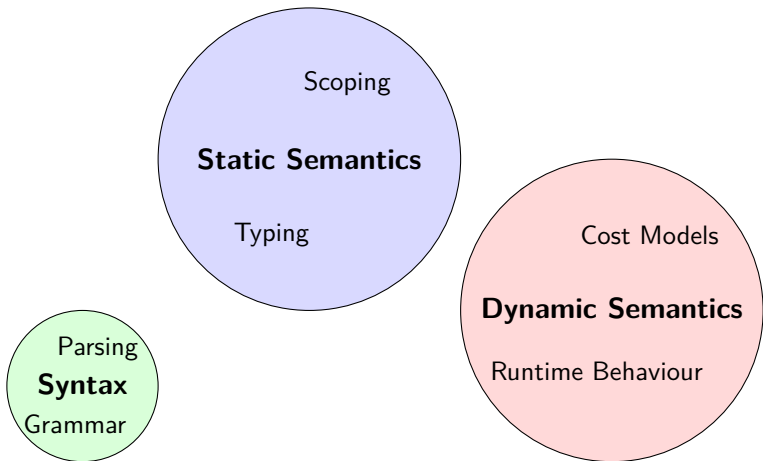 Scoping
Static Semantics
Typing
Cost Models
Dynamic Semantics
Runtime Behaviour
Parsing
Syntax
Grammar